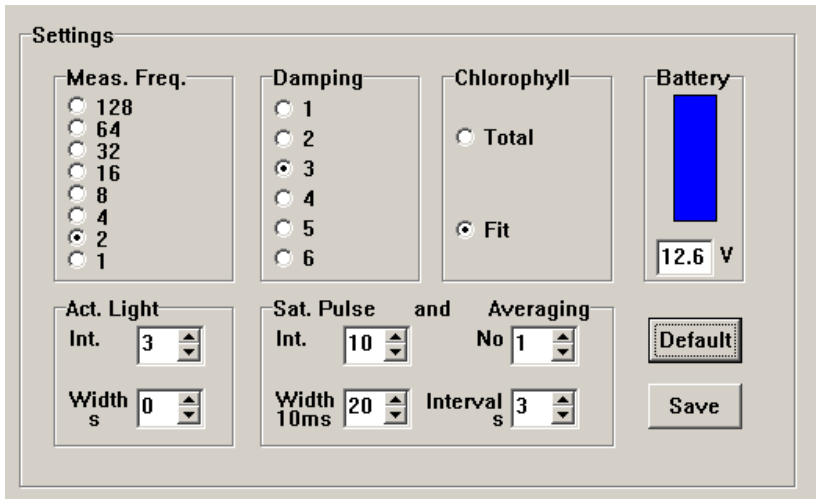 Settings
Meas. Freq.
128
64
32
16
8
4
2
1
Damping
1
2
3
4
5
6
Chlorophyll
Total
Fit
Battery
12.6 V
Act. Light
Int. 3
Width s 0
Sat. Pulse and Averaging
Int. 10 No 1
Width 10ms 20 Interval s 3
Default
Save